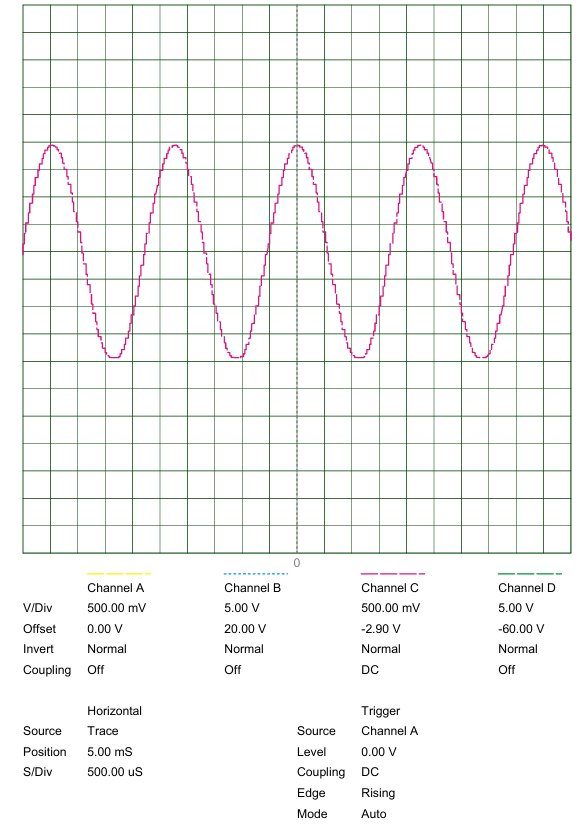 0
Channel A Channel B Channel C Channel D
V/Div 500.00 mV 5.00 V 500.00 mV 5.00 V
Offset 0.00 V 20.00 V -2.90 V -60.00 V
Invert Normal Normal Normal Normal
Coupling Off Off DC Off
Horizontal Trigger
Source Trace Source Channel A
Position 5.00 mS Level 0.00 V
S/Div 500.00 uS Coupling DC
Edge Rising
Mode Auto